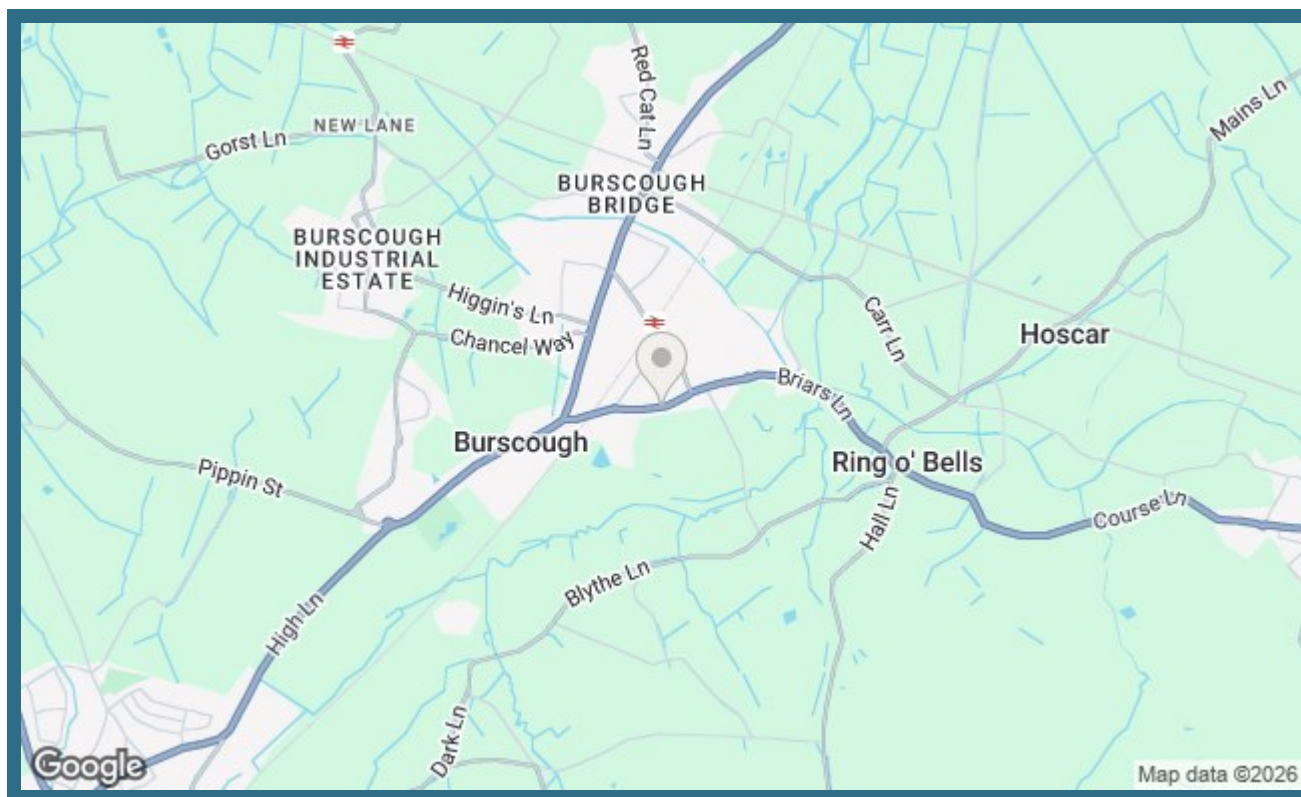 Red Cat Ln
Mains Ln
NEW LANE
Gorst Ln
BURSCOUGH
BRIDGE
BURSCOUGH
INDUSTRIAL
ESTATE
Higgin's Ln
Chancel Way
Carr Ln
Hoscar
Briars Ln
Burscough
Ring o' Bells
Pippin St
Hall Ln
Course Ln
Blythe Ln
High Ln
Dark Ln
Google
Map data ©2026